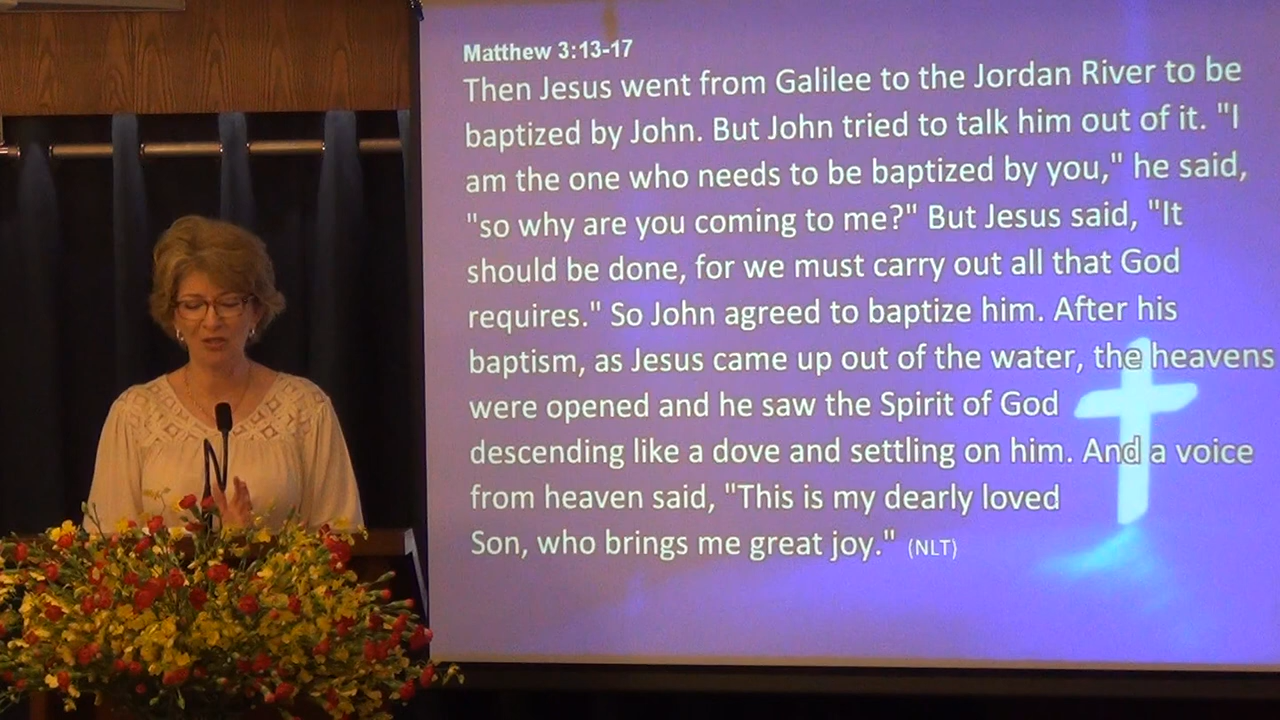 Matthew 3:13-17
Then Jesus went from Galilee to the Jordan River to be
baptized by John. But John tried to talk him out of it. "I
am the one who needs to be baptized by you," he said,
"so why are you coming to me?" But Jesus said, "It
should be done, for we must carry out all that God
requires." So John agreed to baptize him. After his
baptism, as Jesus came up out of the water, the heavens
were opened and he saw the Spirit of God
descending like a dove and settling on him. And a voice
from heaven said, "This is my dearly loved
Son, who brings me great joy." (NLT)